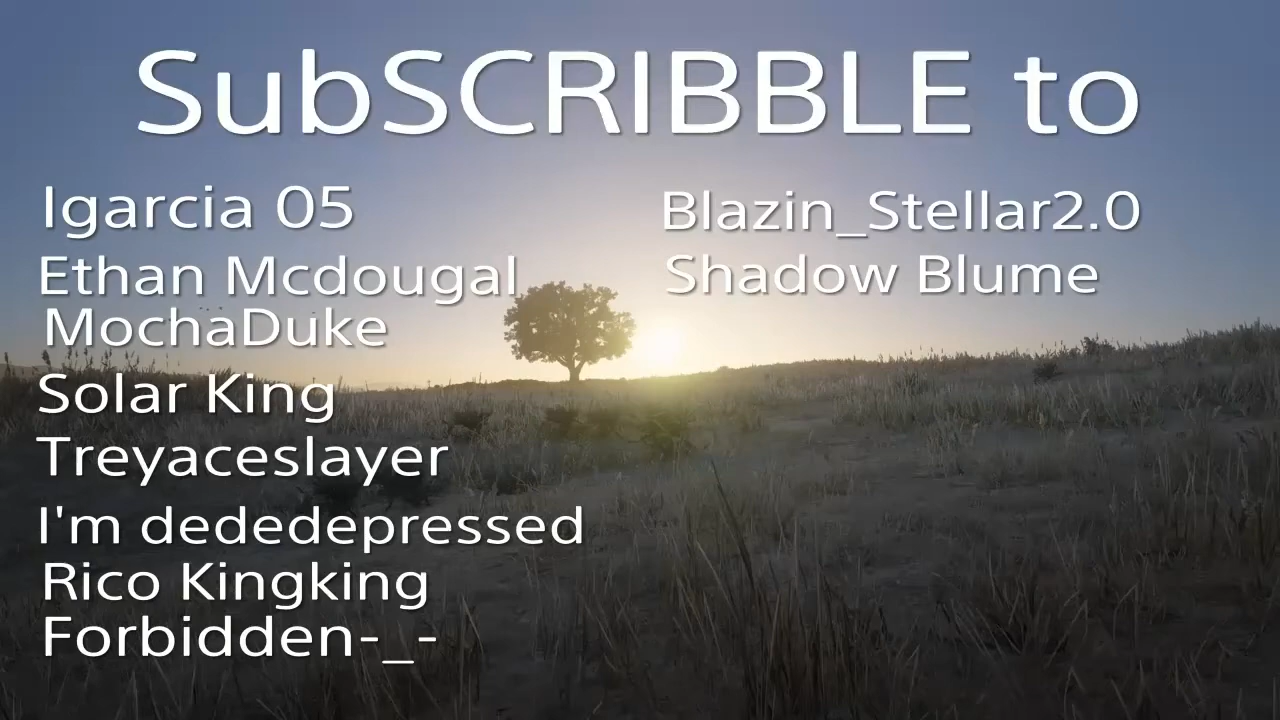 SubSCRIBBLE to
Igarcia 05
Ethan Mcdougal
MochaDuke
Solar King
Treyaceslayer
I'm dededepressed
Rico Kingking
Forbidden-_-
Blazin_Stellar2.0
Shadow Blume